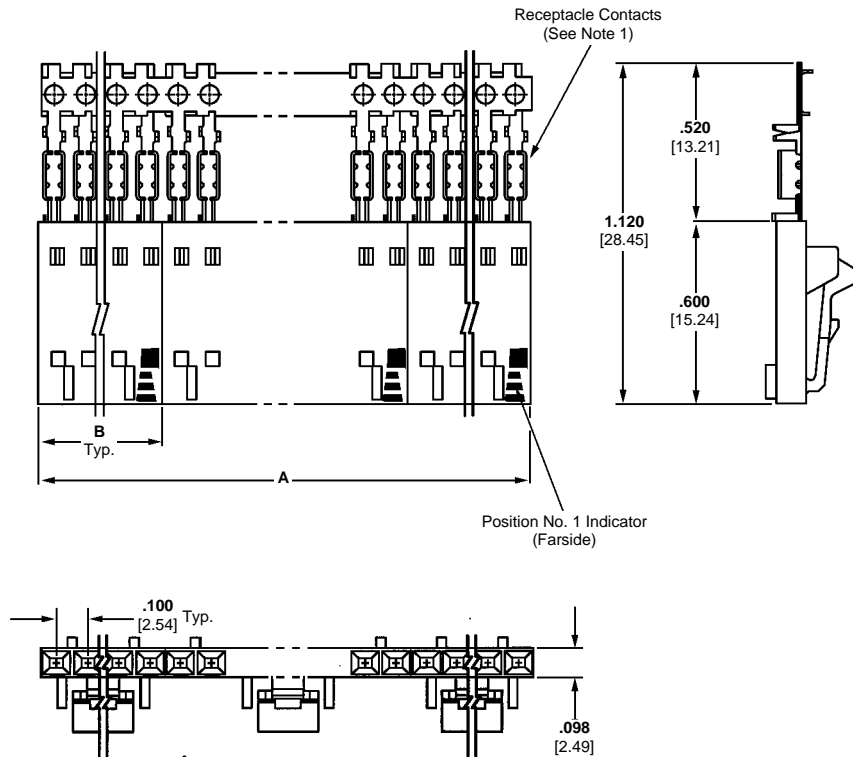 Receptacle Contacts
(See Note 1)
.520
[13.21]
1.120
[28.45]
.600
[15.24]
B
Typ.
A
Position No. 1 Indicator
(Farside)
.100
[2.54] Typ.
.098
[2.49]